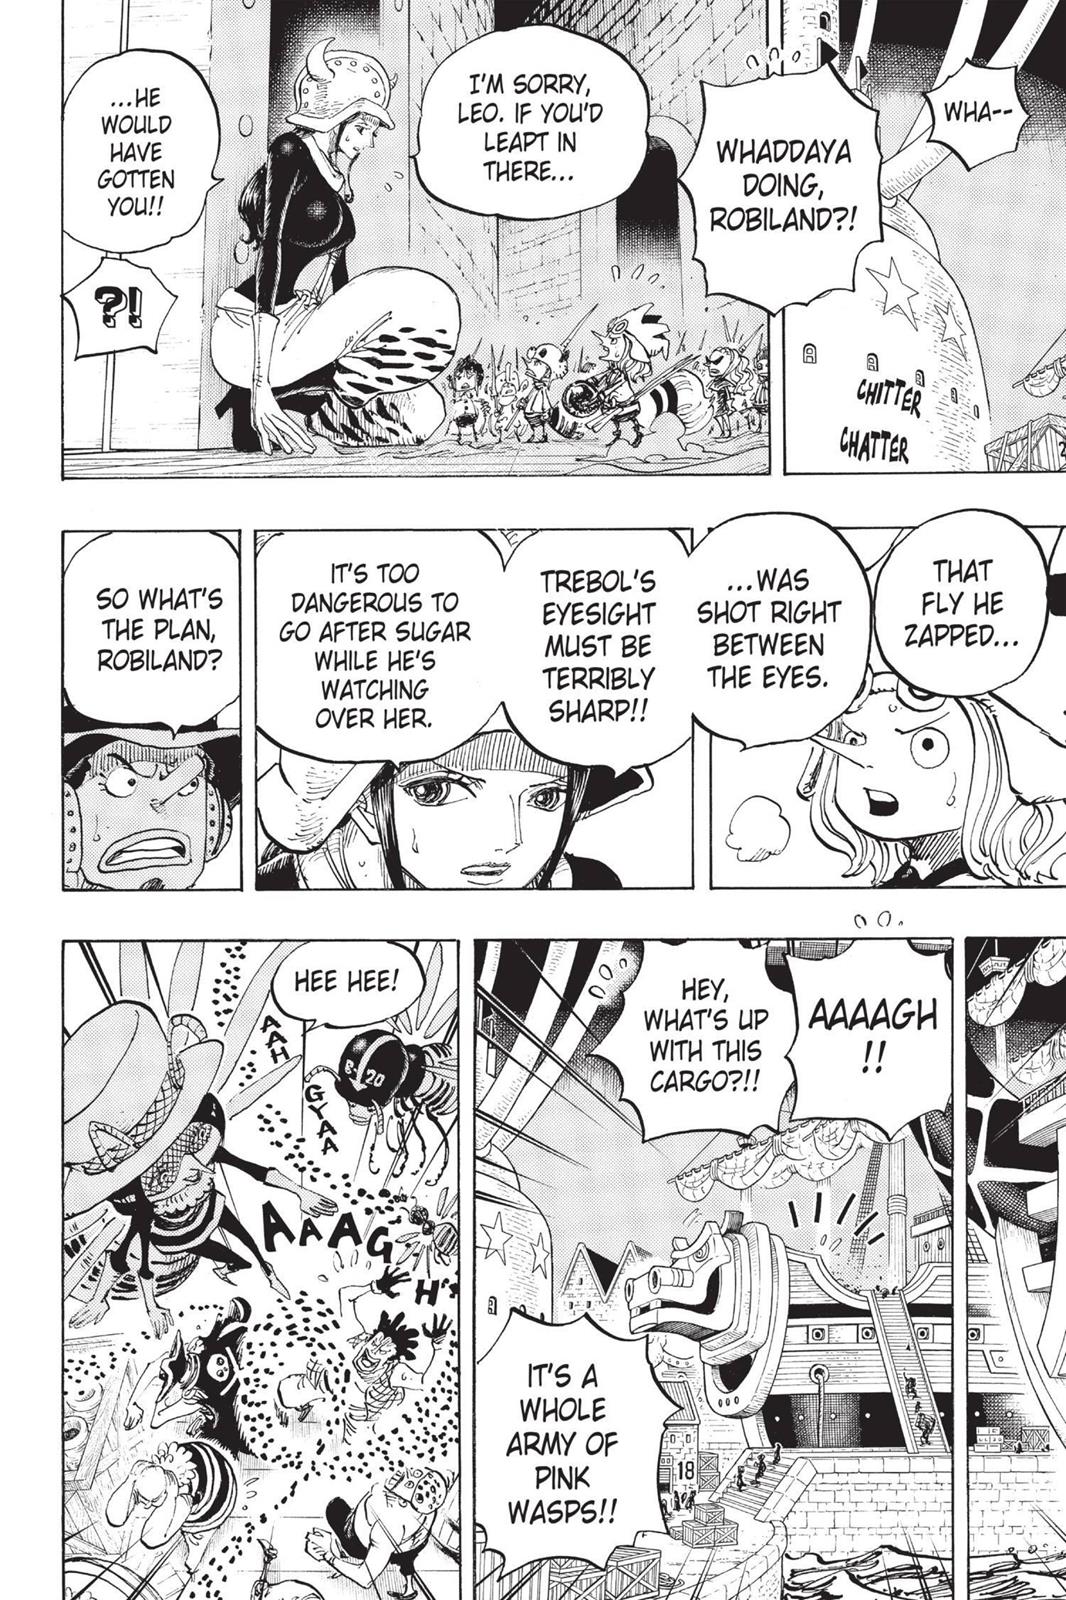 WHA--
WHADDAYA
DOING,
ROBILAND?!
CHITTER
CHATTER
I'M SORRY,
LEO. IF YOU'D
LEAPT IN
THERE...
...HE
WOULD
HAVE
GOTTEN
YOU!!
?!
THAT
FLY HE
ZAPPED...
...WAS
SHOT RIGHT
BETWEEN
THE EYES.
TREBOL'S
EYESIGHT
MUST BE
TERRIBLY
SHARP!!
IT'S TOO
DANGEROUS TO
GO AFTER SUGAR
WHILE HE'S
WATCHING
OVER HER.
SO WHAT'S
THE PLAN,
ROBILAND?
AAAAGH
!!
HEY,
WHAT'S UP
WITH THIS
CARGO?!!
IT'S A
WHOLE
ARMY OF
PINK
WASPS!!
18
HEE HEE!
20
AAH
GYAA
AAAGH